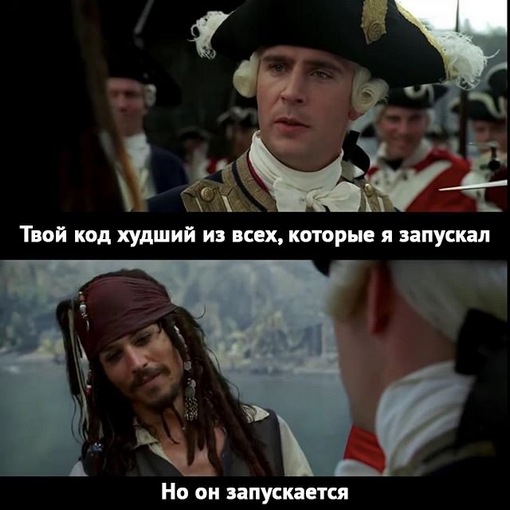 Твой код худший из всех, которые я запускал
Но он запускается